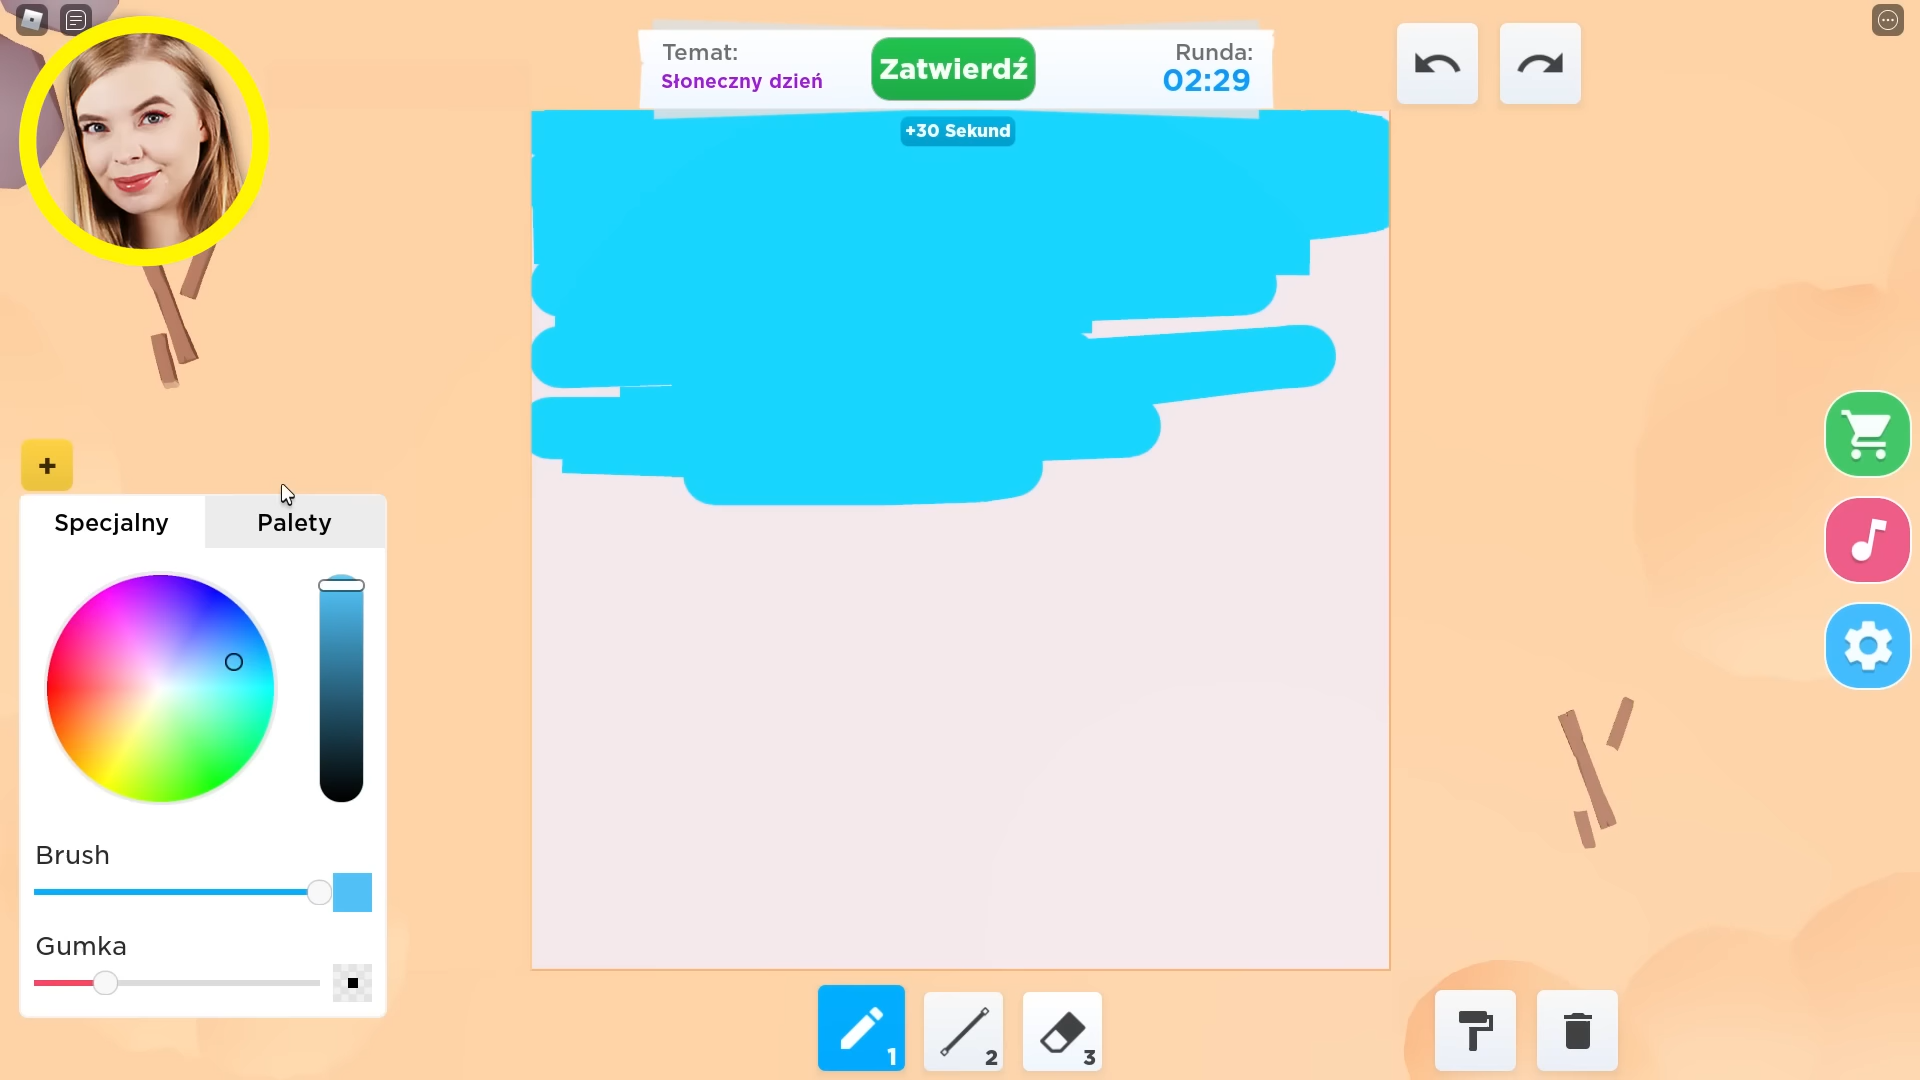 Temat:
Słoneczny dzień
Zatwierdź
Runda:
02:29
+30 Sekund
+
Specjalny
Palety
Brush
Gumka
1
2
3